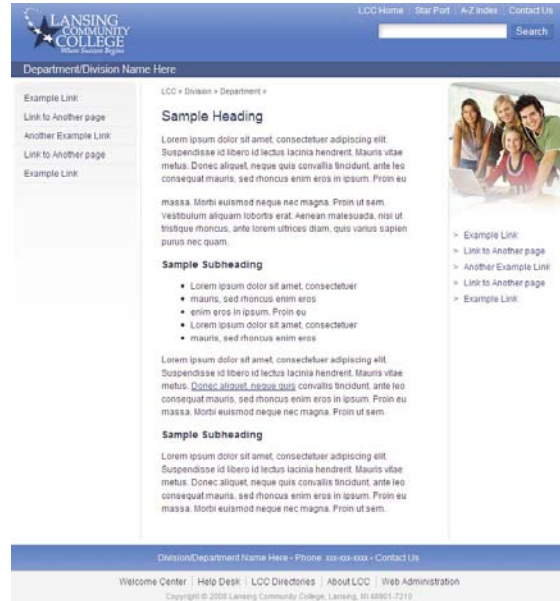 LANSING
COMMUNITY
COLLEGE
Where Success Begins
LCC Home | Star Port | A-Z Index | Contact Us
Search
Department/Division Name Here
Example Link
Link to Another page
Another Example Link
Link to Another page
Example Link
LCC » Division » Department »
Sample Heading
Lorem ipsum dolor sit amet, consectetuer adipiscing elit.
Suspendisse id libero id lectus lacinia hendrerit. Mauris vitae
metus. Donec aliquet, neque quis convallis tincidunt, ante leo
consequat mauris, sed rhoncus enim eros in ipsum. Proin eu
massa. Morbi euismod neque nec magna. Proin ut sem.
Vestibulum aliquam lobortis erat. Aenean malesuada, nisi ut
tristique rhoncus, ante lorem ultrices diam, quis varius sapien
purus nec quam.
Sample Subheading
• Lorem ipsum dolor sit amet, consectetuer
• mauris, sed rhoncus enim eros
• enim eros in ipsum. Proin eu
• Lorem ipsum dolor sit amet, consectetuer
• mauris, sed rhoncus enim eros
Lorem ipsum dolor sit amet, consectetuer adipiscing elit.
Suspendisse id libero id lectus lacinia hendrerit. Mauris vitae
metus. Donec aliquet, neque quis convallis tincidunt, ante leo
consequat mauris, sed rhoncus enim eros in ipsum. Proin eu
massa. Morbi euismod neque nec magna. Proin ut sem.
Sample Subheading
Lorem ipsum dolor sit amet, consectetuer adipiscing elit.
Suspendisse id libero id lectus lacinia hendrerit. Mauris vitae
metus. Donec aliquet, neque quis convallis tincidunt, ante leo
consequat mauris, sed rhoncus enim eros in ipsum. Proin eu
massa. Morbi euismod neque nec magna. Proin ut sem.
> Example Link
> Link to Another page
> Another Example Link
> Link to Another page
> Example Link
Division/Department Name Here - Phone xxx-xxx-xxxx - Contact Us
Welcome Center | Help Desk | LCC Directories | About LCC | Web Administration
Copyright © 2008 Lansing Community College, Lansing, MI 48901-7210